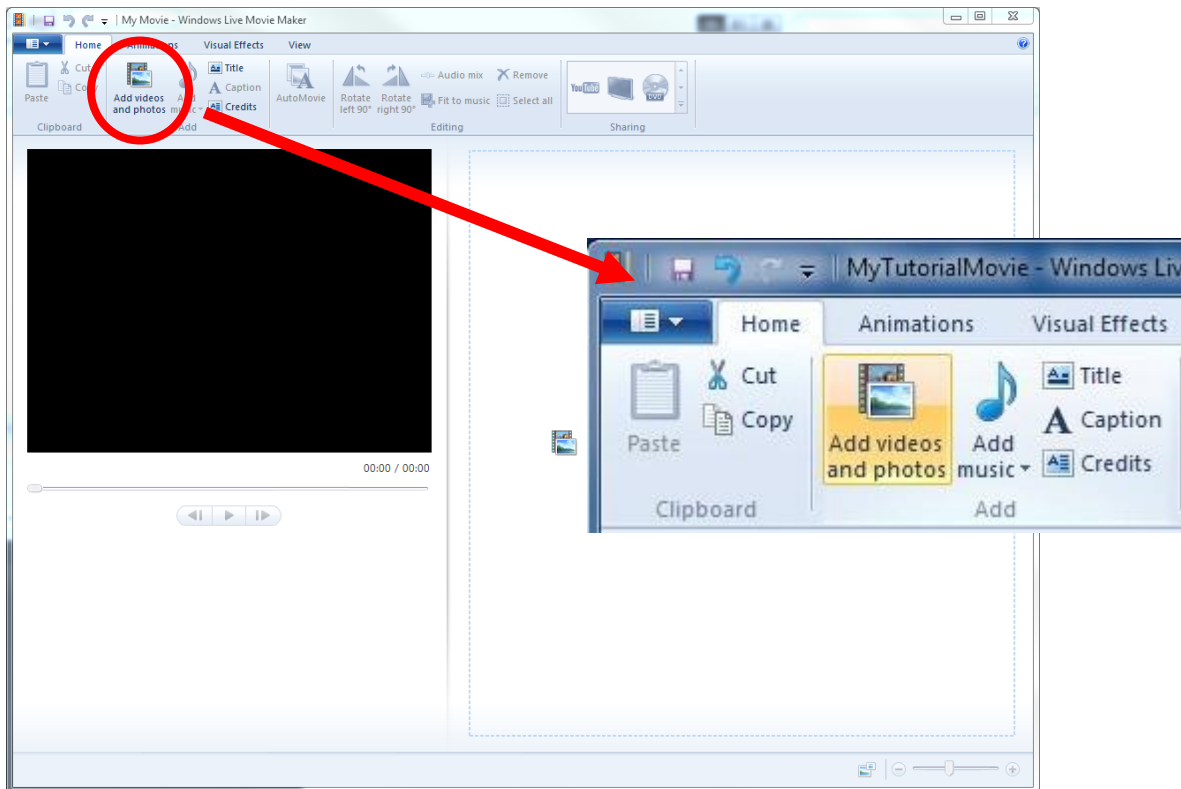 My Movie - Windows Live Movie Maker
Home Animations Visual Effects View
Paste
Cut
Copy
Clipboard
Add videos
and photos
Add
music
Title
Caption
Credits
Add
AutoMovie
Rotate
left 90°
Rotate
right 90°
Audio mix
Fit to music
Remove
Select all
Editing
You Tube
DVD
Sharing
00:00 / 00:00
MyTutorialMovie - Windows Liv
Home Animations Visual Effects
Paste
Cut
Copy
Clipboard
Add videos
and photos
Add
music
Title
Caption
Credits
Add